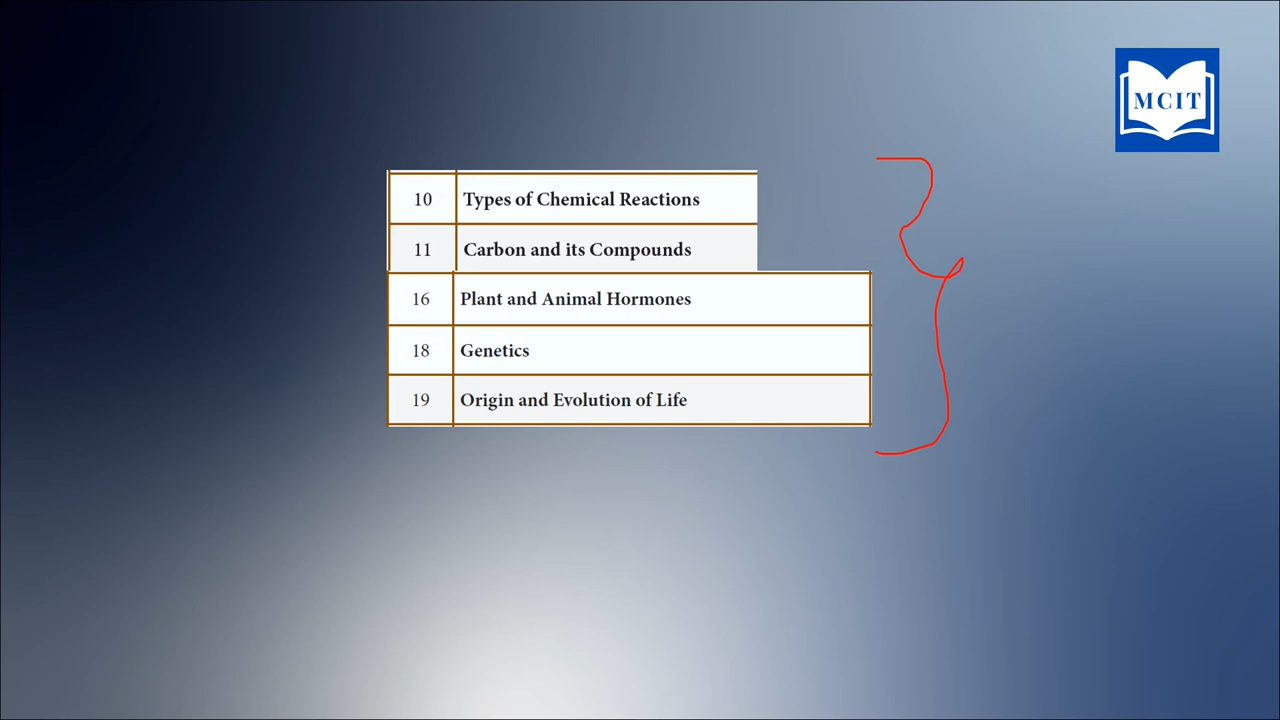 MCIT
10 Types of Chemical Reactions
11 Carbon and its Compounds
16 Plant and Animal Hormones
18 Genetics
19 Origin and Evolution of Life